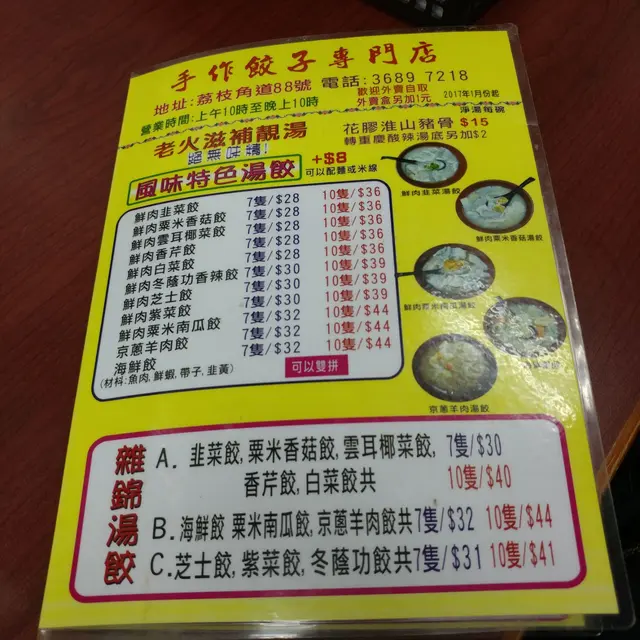 手作餃子專門店
地址:荔枝角道88號 電話:3689 7218
營業時間:上午10時至晚上10時
歡迎外賣自取
外賣盒另加1元
2017年1月份起
淨湯每碗
老火滋補靚湯
絕無味精!
花膠淮山豬骨 $15
轉重慶酸辣湯底另加$2
風味特色湯餃
+$8
可以配麵或米線
鮮肉韭菜餃 7隻/$28 10隻/$36
鮮肉粟米香菇餃 7隻/$28 10隻/$36
鮮肉雲耳椰菜餃 7隻/$28 10隻/$36
鮮肉香芹餃 7隻/$28 10隻/$36
鮮肉白菜餃 7隻/$28 10隻/$36
鮮肉冬蔭功香辣餃 7隻/$30 10隻/$39
鮮肉芝士餃 7隻/$30 10隻/$39
鮮肉紫菜餃 7隻/$30 10隻/$39
鮮肉粟米南瓜餃 7隻/$32 10隻/$44
京蔥羊肉餃 7隻/$32 10隻/$44
海鮮餃 7隻/$32 10隻/$44
(材料:魚肉,鮮蝦,帶子,韭黃)
可以雙拼
鮮肉韭菜湯餃
鮮肉粟米香菇湯餃
鮮肉粟米南瓜湯餃
京蔥羊肉湯餃
雜錦湯餃
A. 韭菜餃,粟米香菇餃,雲耳椰菜餃, 7隻/$30
香芹餃,白菜餃共 10隻/$40
B.海鮮餃 粟米南瓜餃,京蔥羊肉餃共7隻/$32 10隻/$44
C.芝士餃,紫菜餃,冬蔭功餃共7隻/$31 10隻/$41